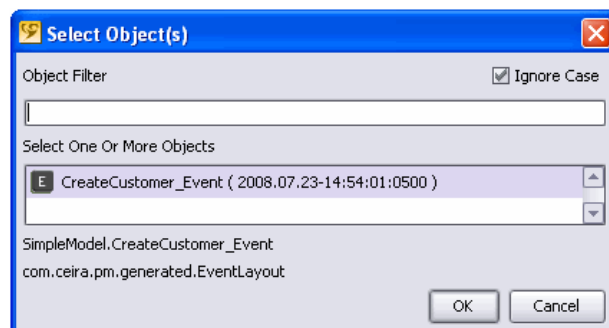 Select Object(s)
Object Filter Ignore Case
Select One Or More Objects
E CreateCustomer_Event ( 2008.07.23-14:54:01:0500 )
SimpleModel.CreateCustomer_Event
com.ceira.pm.generated.EventLayout
OK Cancel